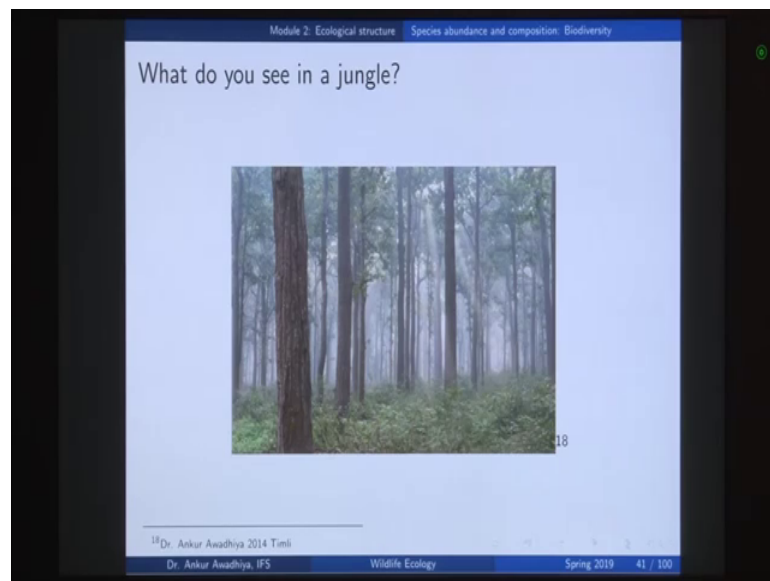 Module 2: Ecological structure Species abundance and composition: Biodiversity
What do you see in a jungle?
18
18Dr. Ankur Awadhiya 2014 Timli
Dr. Ankur Awadhiya, IFS Wildlife Ecology Spring 2019 41 / 100